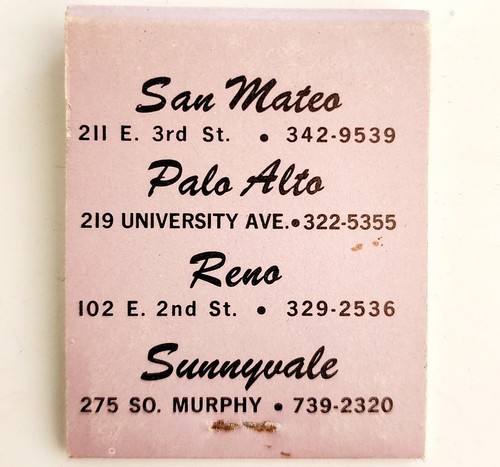 San Mateo
211 E. 3rd St. • 342-9539
Palo Alto
219 UNIVERSITY AVE.•322-5355
Reno
102 E. 2nd St. • 329-2536
Sunnyvale
275 SO. MURPHY • 739-2320